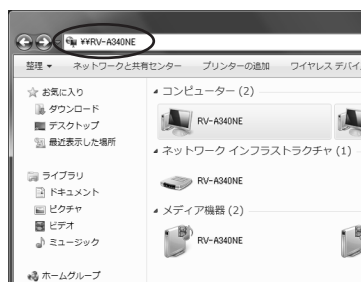 ¥¥RV-A340NE
整理 ネットワークと共有センター プリンターの追加 ワイヤレス デバイ
お気に入り
ダウンロード
デスクトップ
最近表示した場所
ライブラリ
ドキュメント
ピクチャ
ビデオ
ミュージック
ホームグループ
コンピューター (2)
RV-A340NE
ネットワーク インフラストラクチャ (1)
RV-A340NE
メディア機器 (2)
RV-A340NE